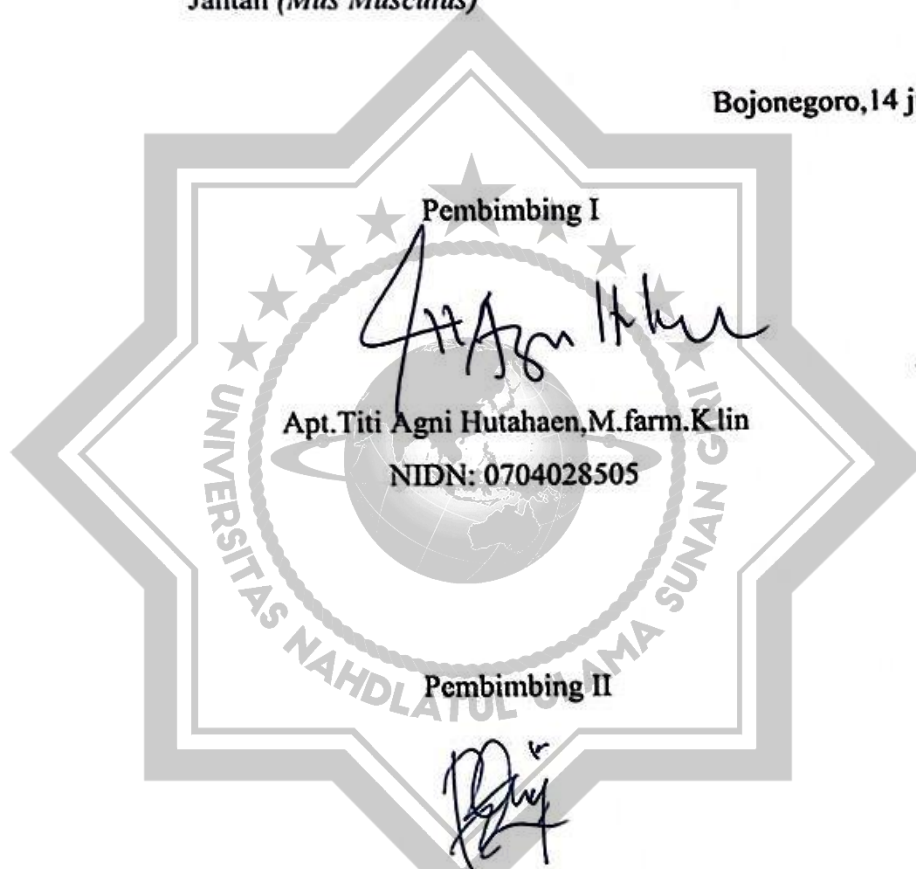 Jantan (Mus Musculus)
Bojonegoro,14 j
Pembimbing I
Apt.Titi Agni Hutahaen,M.farm.Klin
NIDN: 0704028505
UNIVERSITAS NAHDLATUL ULAMA SUNAN GIRI
Pembimbing II